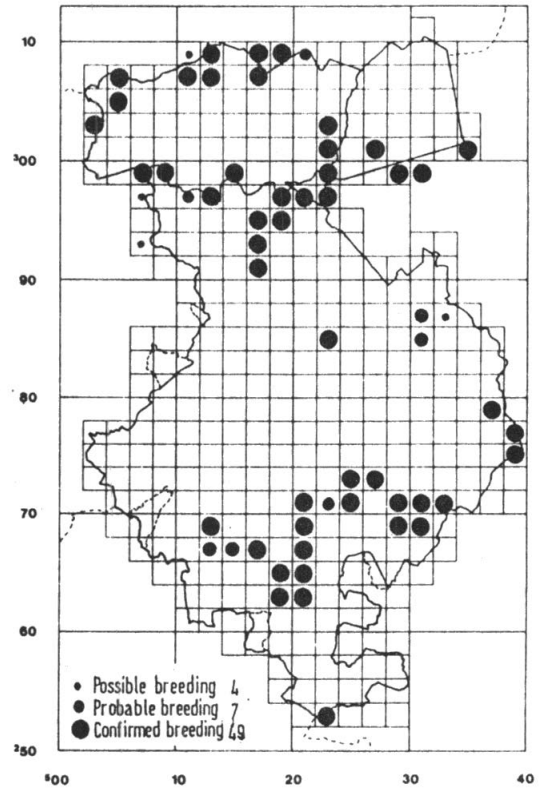 10
³00
90
80
70
60
²50
• Possible breeding 4
● Probable breeding 7
● Confirmed breeding 49
⁵00 10 20 30 40